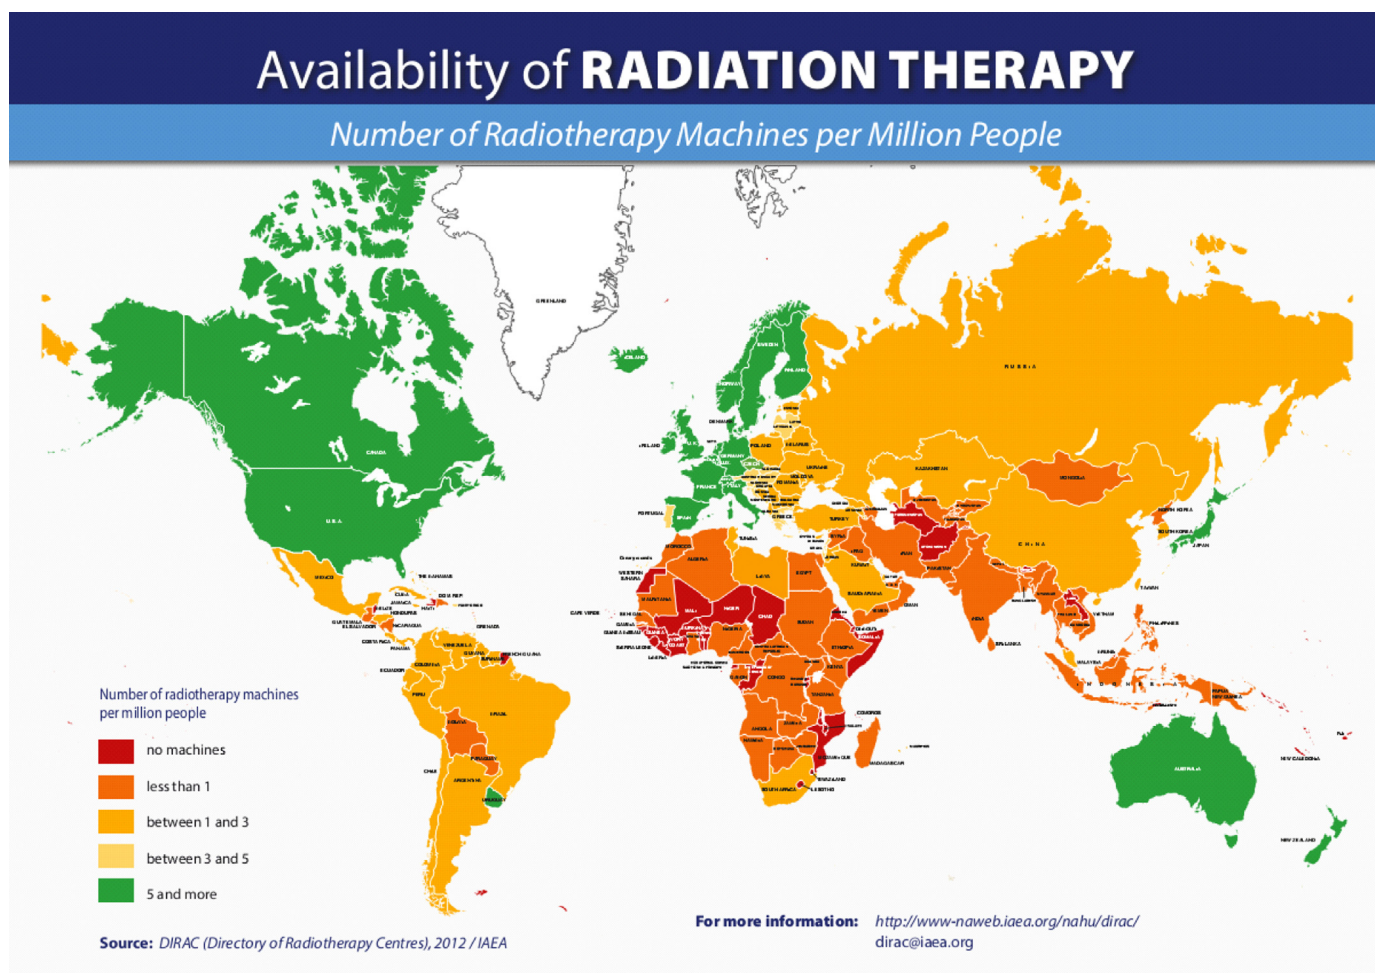 Availability of RADIATION THERAPY
Number of Radiotherapy Machines per Million People
GREENLAND
ICELAND
SWEDEN
FINLAND
NORWAY
RUSSIA
DENMARK
IRELAND
U.K.
POLAND
BELARUS
GERMANY
CANADA
UKRAINE
KAZAKHSTAN
MOLDOVA
MONGOLIA
FRANCE
ITALY
ROMANIA
PORTUGAL
SPAIN
GREECE
NORTH KOREA
U.S.A.
TURKEY
SOUTH KOREA
CHINA
JAPAN
TUNISIA
MOROCCO
SYRIA
ALGERIA
IRAQ
IRAN
MEXICO
THE BAHAMAS
WESTERN SAHARA
LIBYA
EGYPT
KUWAIT
PAKISTAN
CUBA
DOM. REP.
SAUDI ARABIA
TAIWAN
JAMAICA
HAITI
BELIZE
HONDURAS
MAURITANIA
MALI
NIGER
CHAD
OMAN
YEMEN
INDIA
VIETNAM
CAPE VERDE
SENEGAL
GUATEMALA
EL SALVADOR
NICARAGUA
GRENADA
SUDAN
PHILIPPINES
GAMBIA
GUINEA BISSAU
GUINEA
NIGERIA
SOMALIA
COSTA RICA
PANAMA
VENEZUELA
GUYANA
SURINAME
FRENCH GUIANA
SIERRA LEONE
LIBERIA
ETHIOPIA
SRI LANKA
COLOMBIA
ECUADOR
BRUNEI
MALAYSIA
GABON
CONGO
KENYA
INDONESIA
PERU
BRAZIL
TANZANIA
PAPUA NEW GUINEA
COMOROS
BOLIVIA
ANGOLA
ZAMBIA
PARAGUAY
NAMIBIA
MOZAMBIQUE
MADAGASCAR
CHILE
ARGENTINA
SWAZILAND
SOUTH AFRICA
LESOTHO
URUGUAY
AUSTRALIA
NEW CALEDONIA
NEW ZEALAND
Number of radiotherapy machines
per million people
no machines
less than 1
between 1 and 3
between 3 and 5
5 and more
For more information: http://www-naweb.iaea.org/nahu/dirac/
dirac@iaea.org
Source: DIRAC (Directory of Radiotherapy Centres), 2012 / IAEA